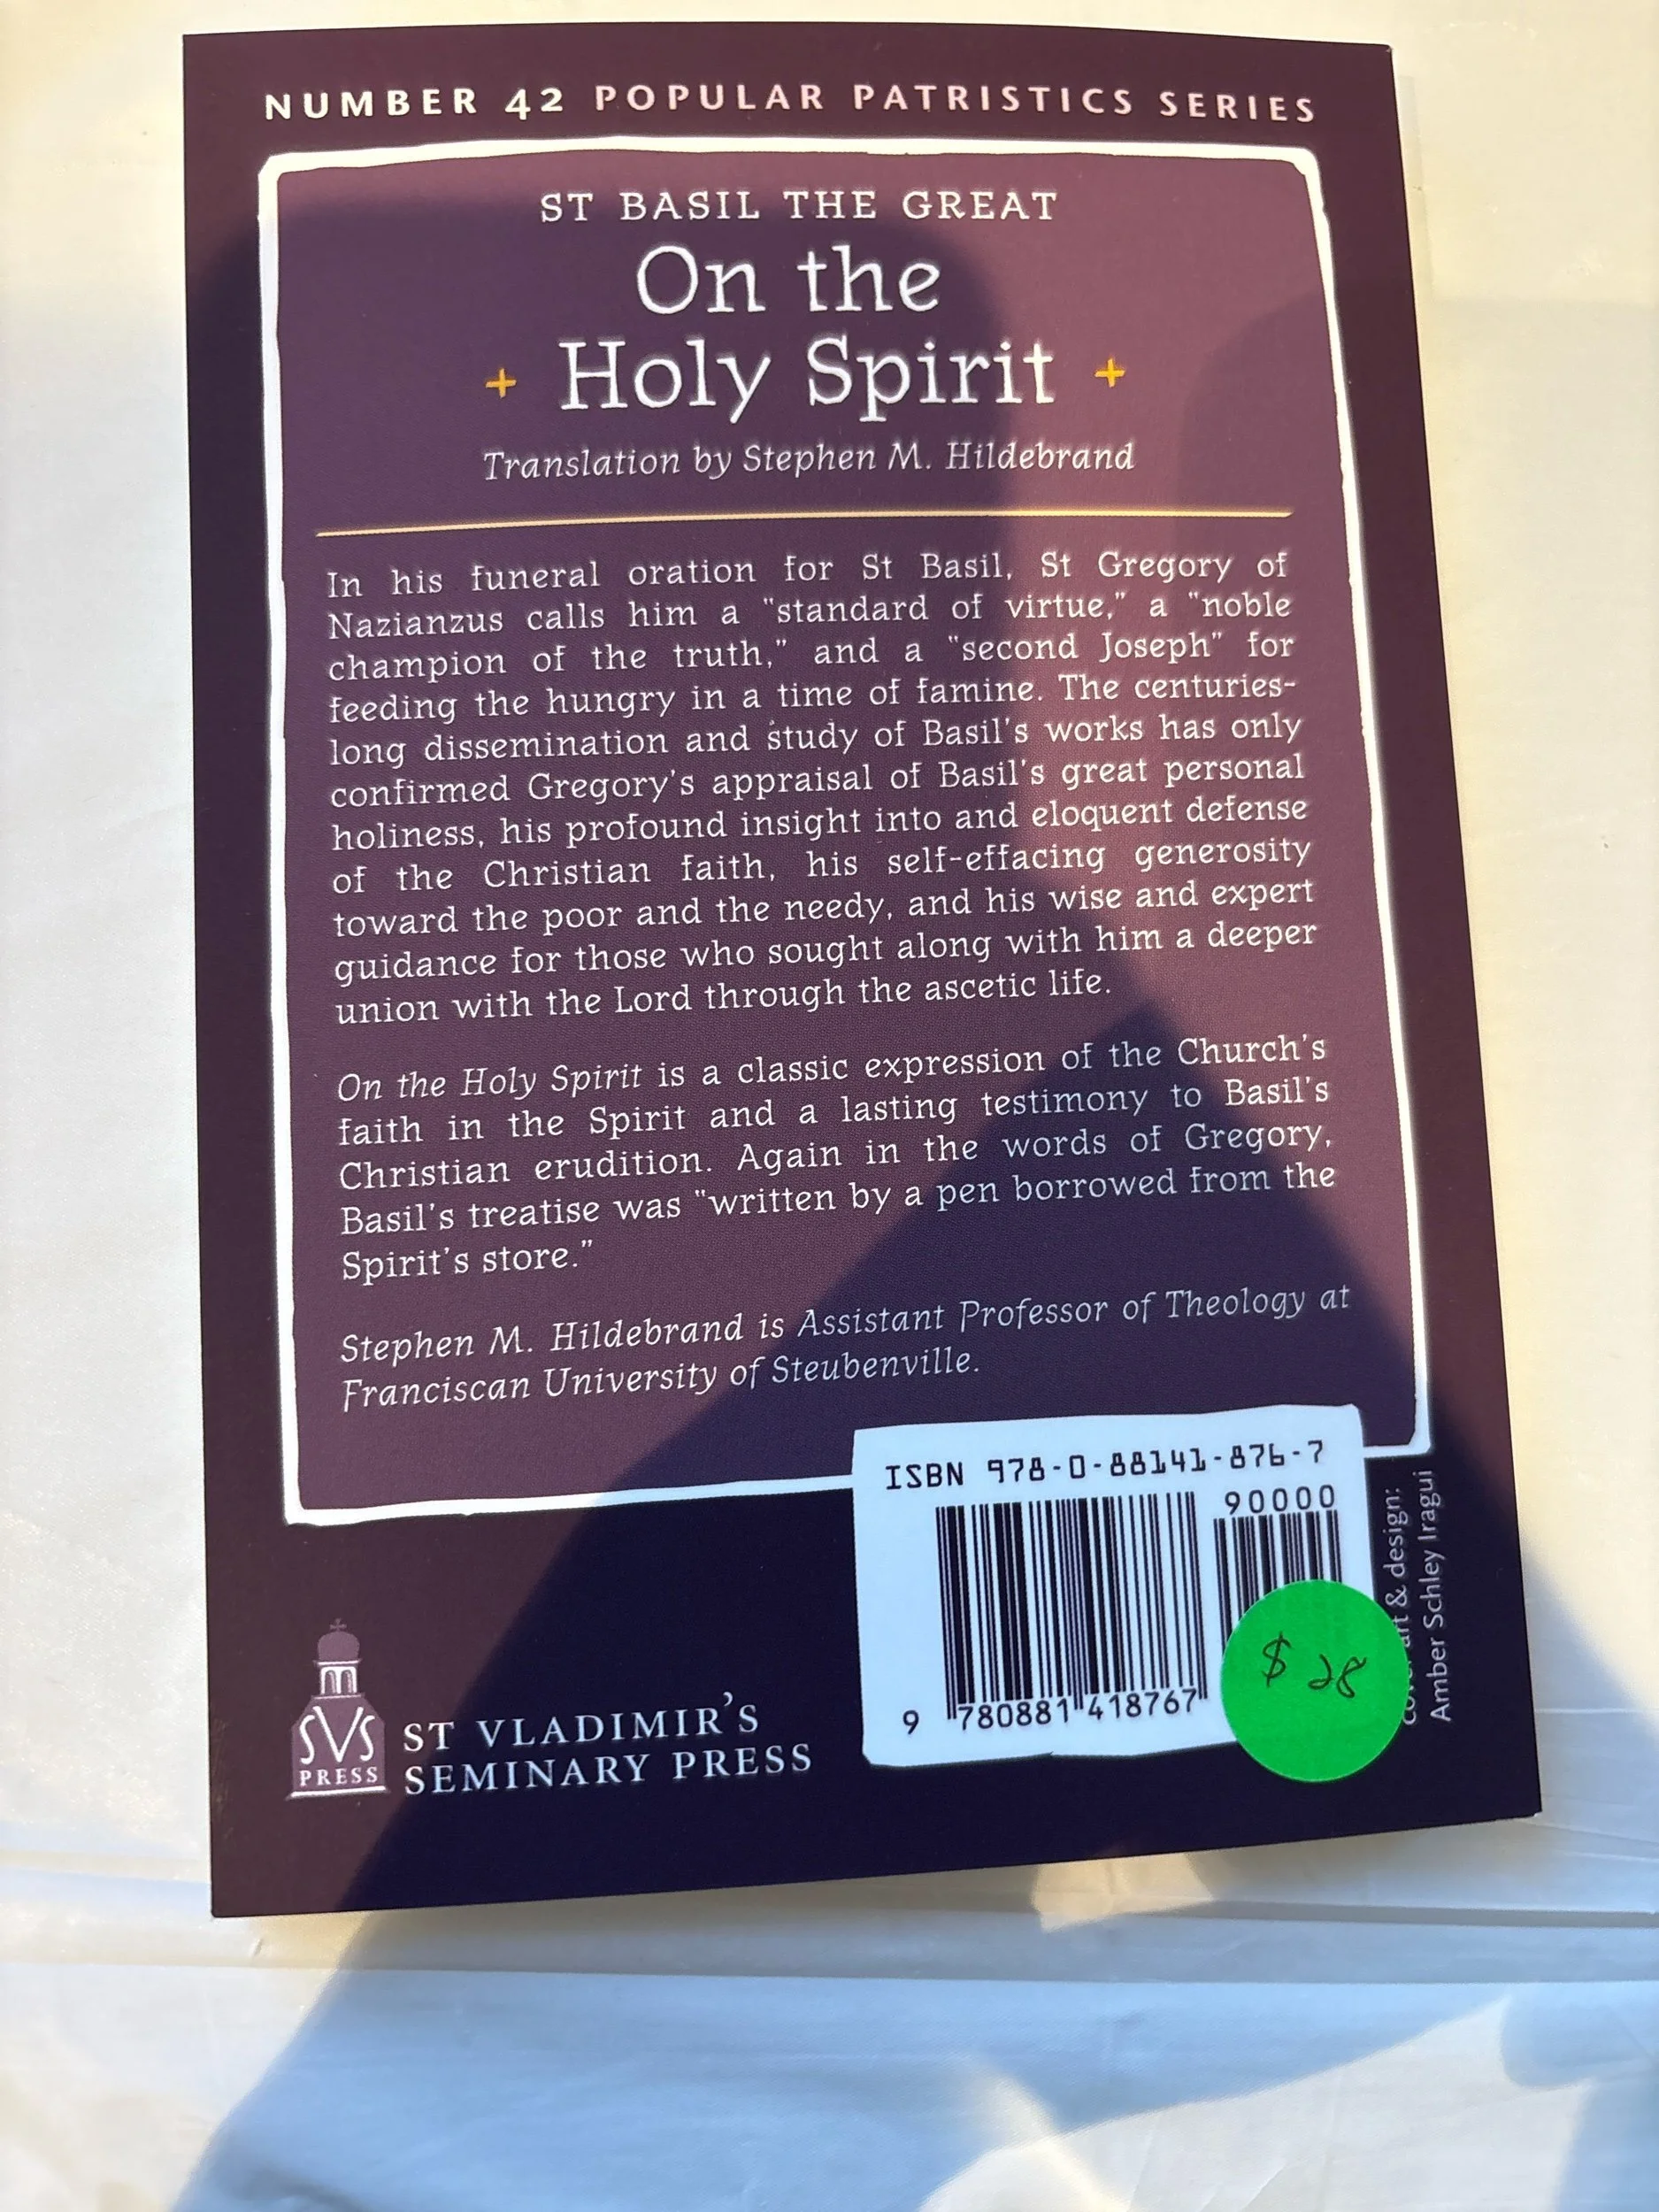 NUMBER 42 POPULAR PATRISTICS SERIES
ST BASIL THE GREAT
On the
+ Holy Spirit +
Translation by Stephen M. Hildebrand
In his funeral oration for St Basil, St Gregory of
Nazianzus calls him a "standard of virtue," a "noble
champion of the truth," and a "second Joseph" for
feeding the hungry in a time of famine. The centuries-
long dissemination and study of Basil's works has only
confirmed Gregory's appraisal of Basil's great personal
holiness, his profound insight into and eloquent defense
of the Christian faith, his self-effacing generosity
toward the poor and the needy, and his wise and expert
guidance for those who sought along with him a deeper
union with the Lord through the ascetic life.
On the Holy Spirit is a classic expression of the Church's
faith in the Spirit and a lasting testimony to Basil's
Christian erudition. Again in the words of Gregory,
Basil's treatise was "written by a pen borrowed from the
Spirit's store."
Stephen M. Hildebrand is Assistant Professor of Theology at
Franciscan University of Steubenville.
ISBN 978-0-88141-876-7
90000
9 780881 418767
$ 28
& design:
Amber Schley Iragui
SVS
PRESS
ST VLADIMIR'S
SEMINARY PRESS